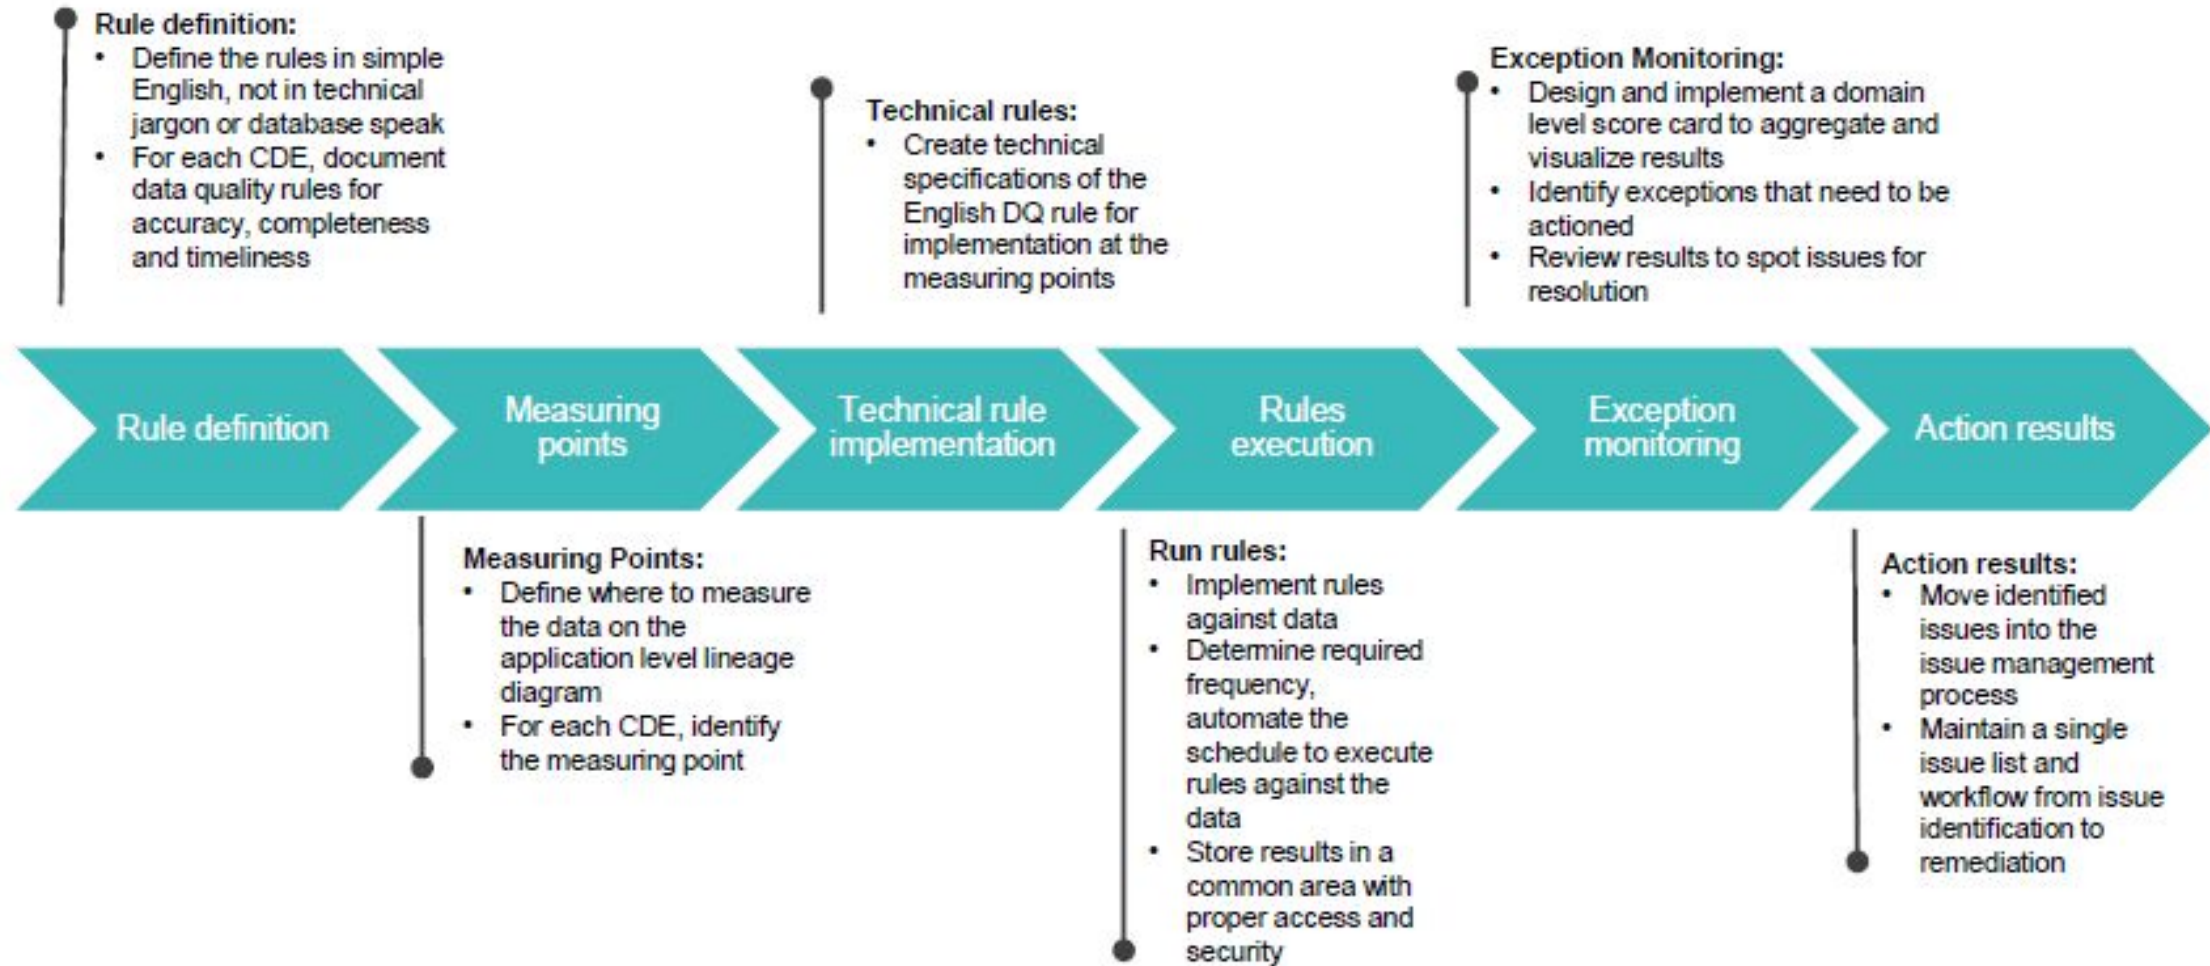 Rule definition:
• Define the rules in simple
English, not in technical
jargon or database speak
• For each CDE, document
data quality rules for
accuracy, completeness
and timeliness
Technical rules:
• Create technical
specifications of the
English DQ rule for
implementation at the
measuring points
Exception Monitoring:
• Design and implement a domain
level score card to aggregate and
visualize results
• Identify exceptions that need to be
actioned
• Review results to spot issues for
resolution
Rule definition
Measuring
points
Technical rule
implementation
Rules
execution
Exception
monitoring
Action results
Measuring Points:
• Define where to measure
the data on the
application level lineage
diagram
• For each CDE, identify
the measuring point
Run rules:
• Implement rules
against data
• Determine required
frequency,
automate the
schedule to execute
rules against the
data
• Store results in a
common area with
proper access and
security
Action results:
• Move identified
issues into the
issue management
process
• Maintain a single
issue list and
workflow from issue
identification to
remediation